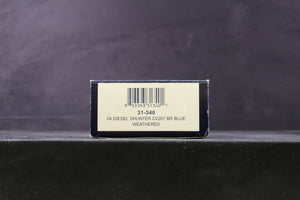 31-340
04 DIESEL SHUNTER D2267 BR BLUE
WEATHERED